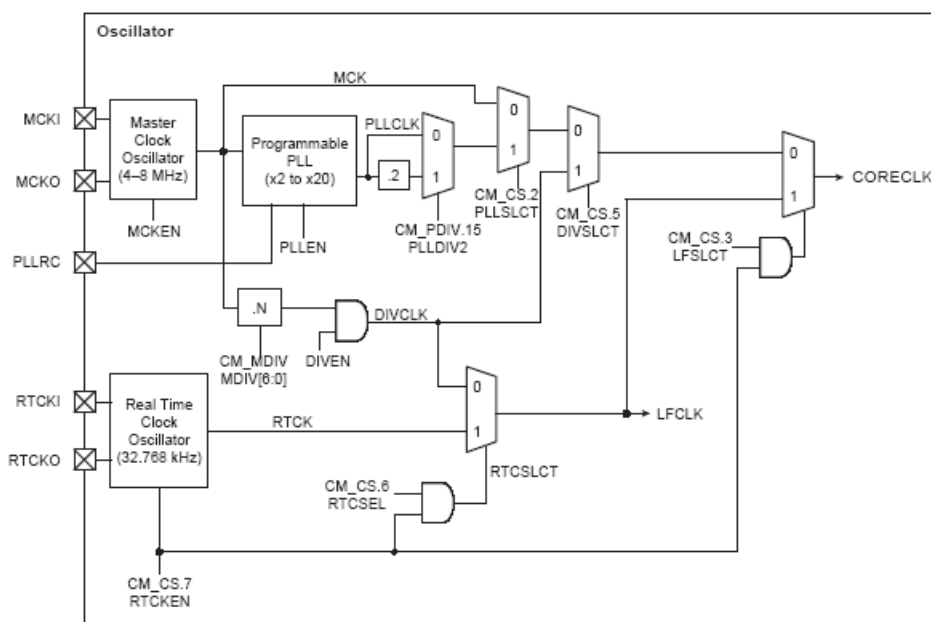 Oscillator
MCK
MCKI
Master
Clock
Oscillator
(4–8 MHz)
MCKO
MCKEN
Programmable
PLL
(x2 to x20)
PLLCLK
.2
0
1
0
1
0
1
0
1
CORECLK
CM_CS.2
PLLSLCT
CM_CS.5
DIVSLCT
CM_PDIV.15
PLLDIV2
PLLEN
CM_CS.3
LFSLCT
PLLRC
.N
DIVCLK
CM_MDIV
MDIV[6:0]
DIVEN
RTCKI
Real Time
Clock
Oscillator
(32.768 kHz)
RTCKO
RTCK
0
1
LFCLK
RTCSLCT
CM_CS.6
RTCSEL
CM_CS.7
RTCKEN